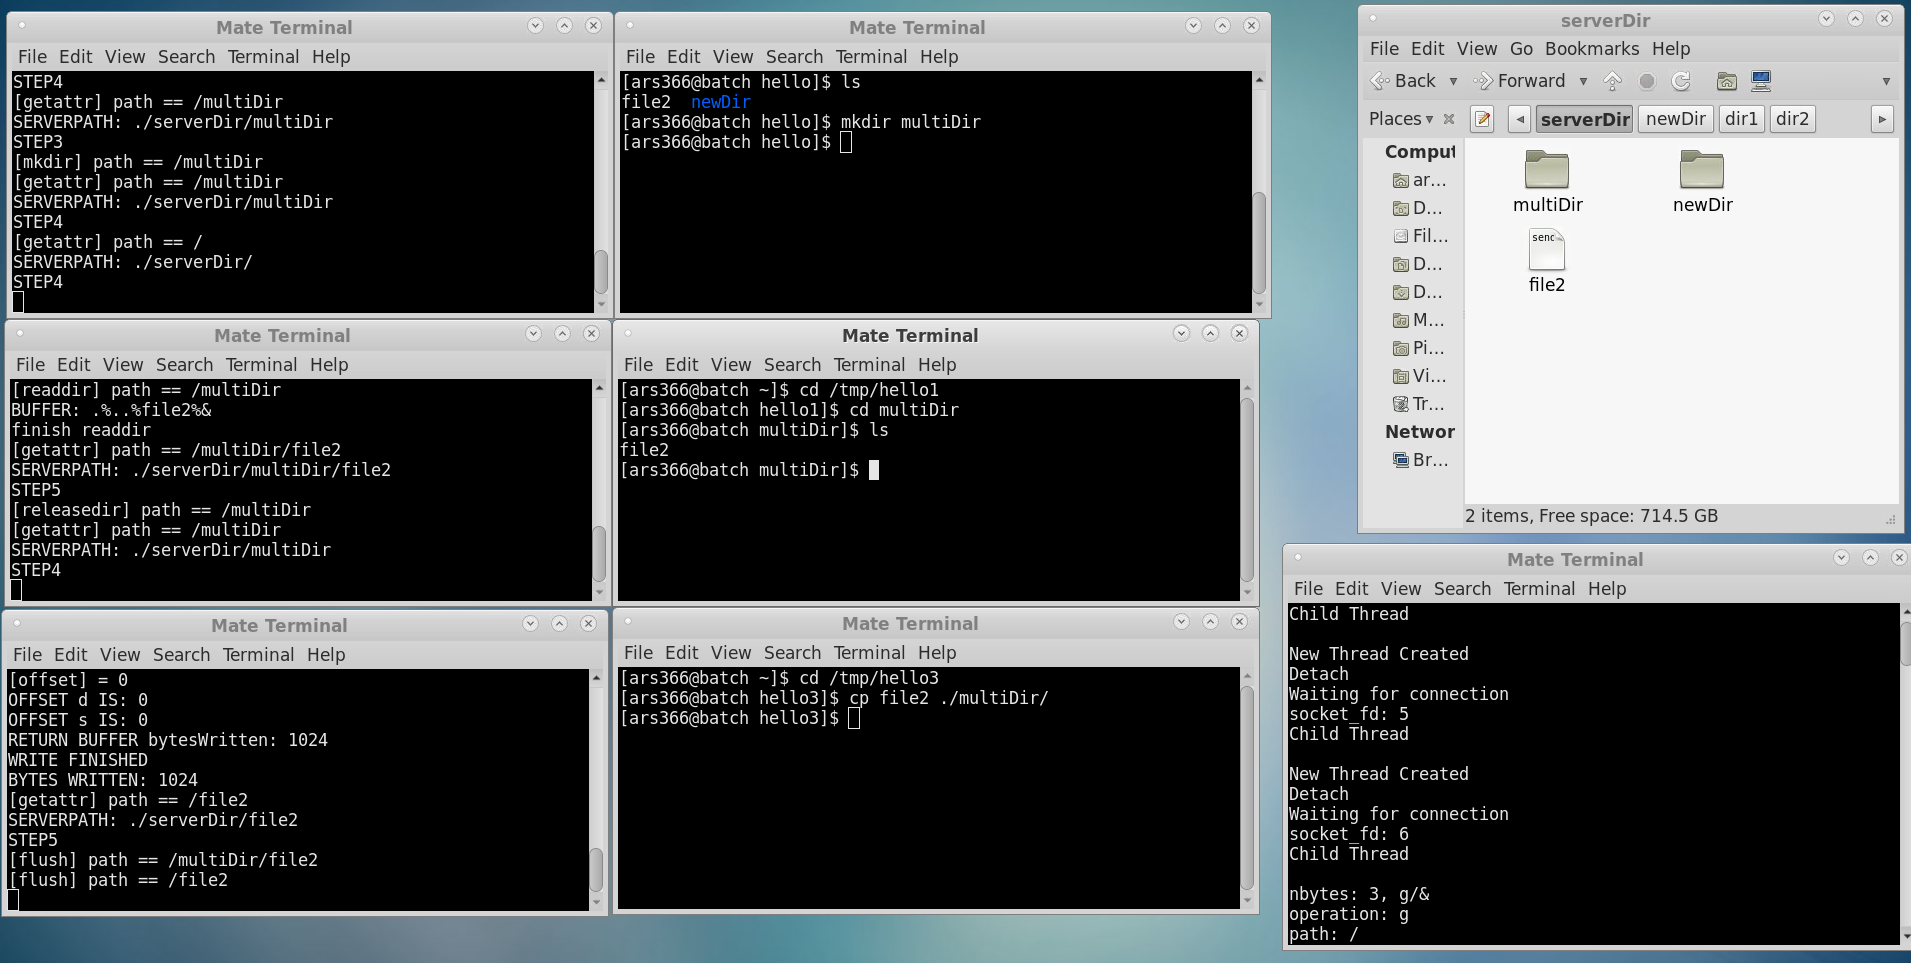 Mate Terminal
File Edit View Search Terminal Help
STEP4
[getattr] path == /multiDir
SERVERPATH: ./serverDir/multiDir
STEP3
[mkdir] path == /multiDir
[getattr] path == /multiDir
SERVERPATH: ./serverDir/multiDir
STEP4
[getattr] path == /
SERVERPATH: ./serverDir/
STEP4
Mate Terminal
File Edit View Search Terminal Help
[ars366@batch hello]$ ls
file2 newDir
[ars366@batch hello]$ mkdir multiDir
[ars366@batch hello]$
serverDir
File Edit View Go Bookmarks Help
Back Forward
Places serverDir newDir dir1 dir2
Comput
ar...
D...
Fil...
D...
D...
M...
Pi...
Vi...
Tr...
Networ
Br...
multiDir newDir
file2
2 items, Free space: 714.5 GB
Mate Terminal
File Edit View Search Terminal Help
[readdir] path == /multiDir
BUFFER: .%..%file2%&
finish readdir
[getattr] path == /multiDir/file2
SERVERPATH: ./serverDir/multiDir/file2
STEP5
[releasedir] path == /multiDir
[getattr] path == /multiDir
SERVERPATH: ./serverDir/multiDir
STEP4
Mate Terminal
File Edit View Search Terminal Help
[ars366@batch ~]$ cd /tmp/hello1
[ars366@batch hello1]$ cd multiDir
[ars366@batch multiDir]$ ls
file2
[ars366@batch multiDir]$
Mate Terminal
File Edit View Search Terminal Help
[offset] = 0
OFFSET d IS: 0
OFFSET s IS: 0
RETURN BUFFER bytesWritten: 1024
WRITE FINISHED
BYTES WRITTEN: 1024
[getattr] path == /file2
SERVERPATH: ./serverDir/file2
STEP5
[flush] path == /multiDir/file2
[flush] path == /file2
Mate Terminal
File Edit View Search Terminal Help
[ars366@batch ~]$ cd /tmp/hello3
[ars366@batch hello3]$ cp file2 ./multiDir/
[ars366@batch hello3]$
Mate Terminal
File Edit View Search Terminal Help
Child Thread
New Thread Created
Detach
Waiting for connection
socket_fd: 5
Child Thread
New Thread Created
Detach
Waiting for connection
socket_fd: 6
Child Thread
nbytes: 3, g/&
operation: g
path: /